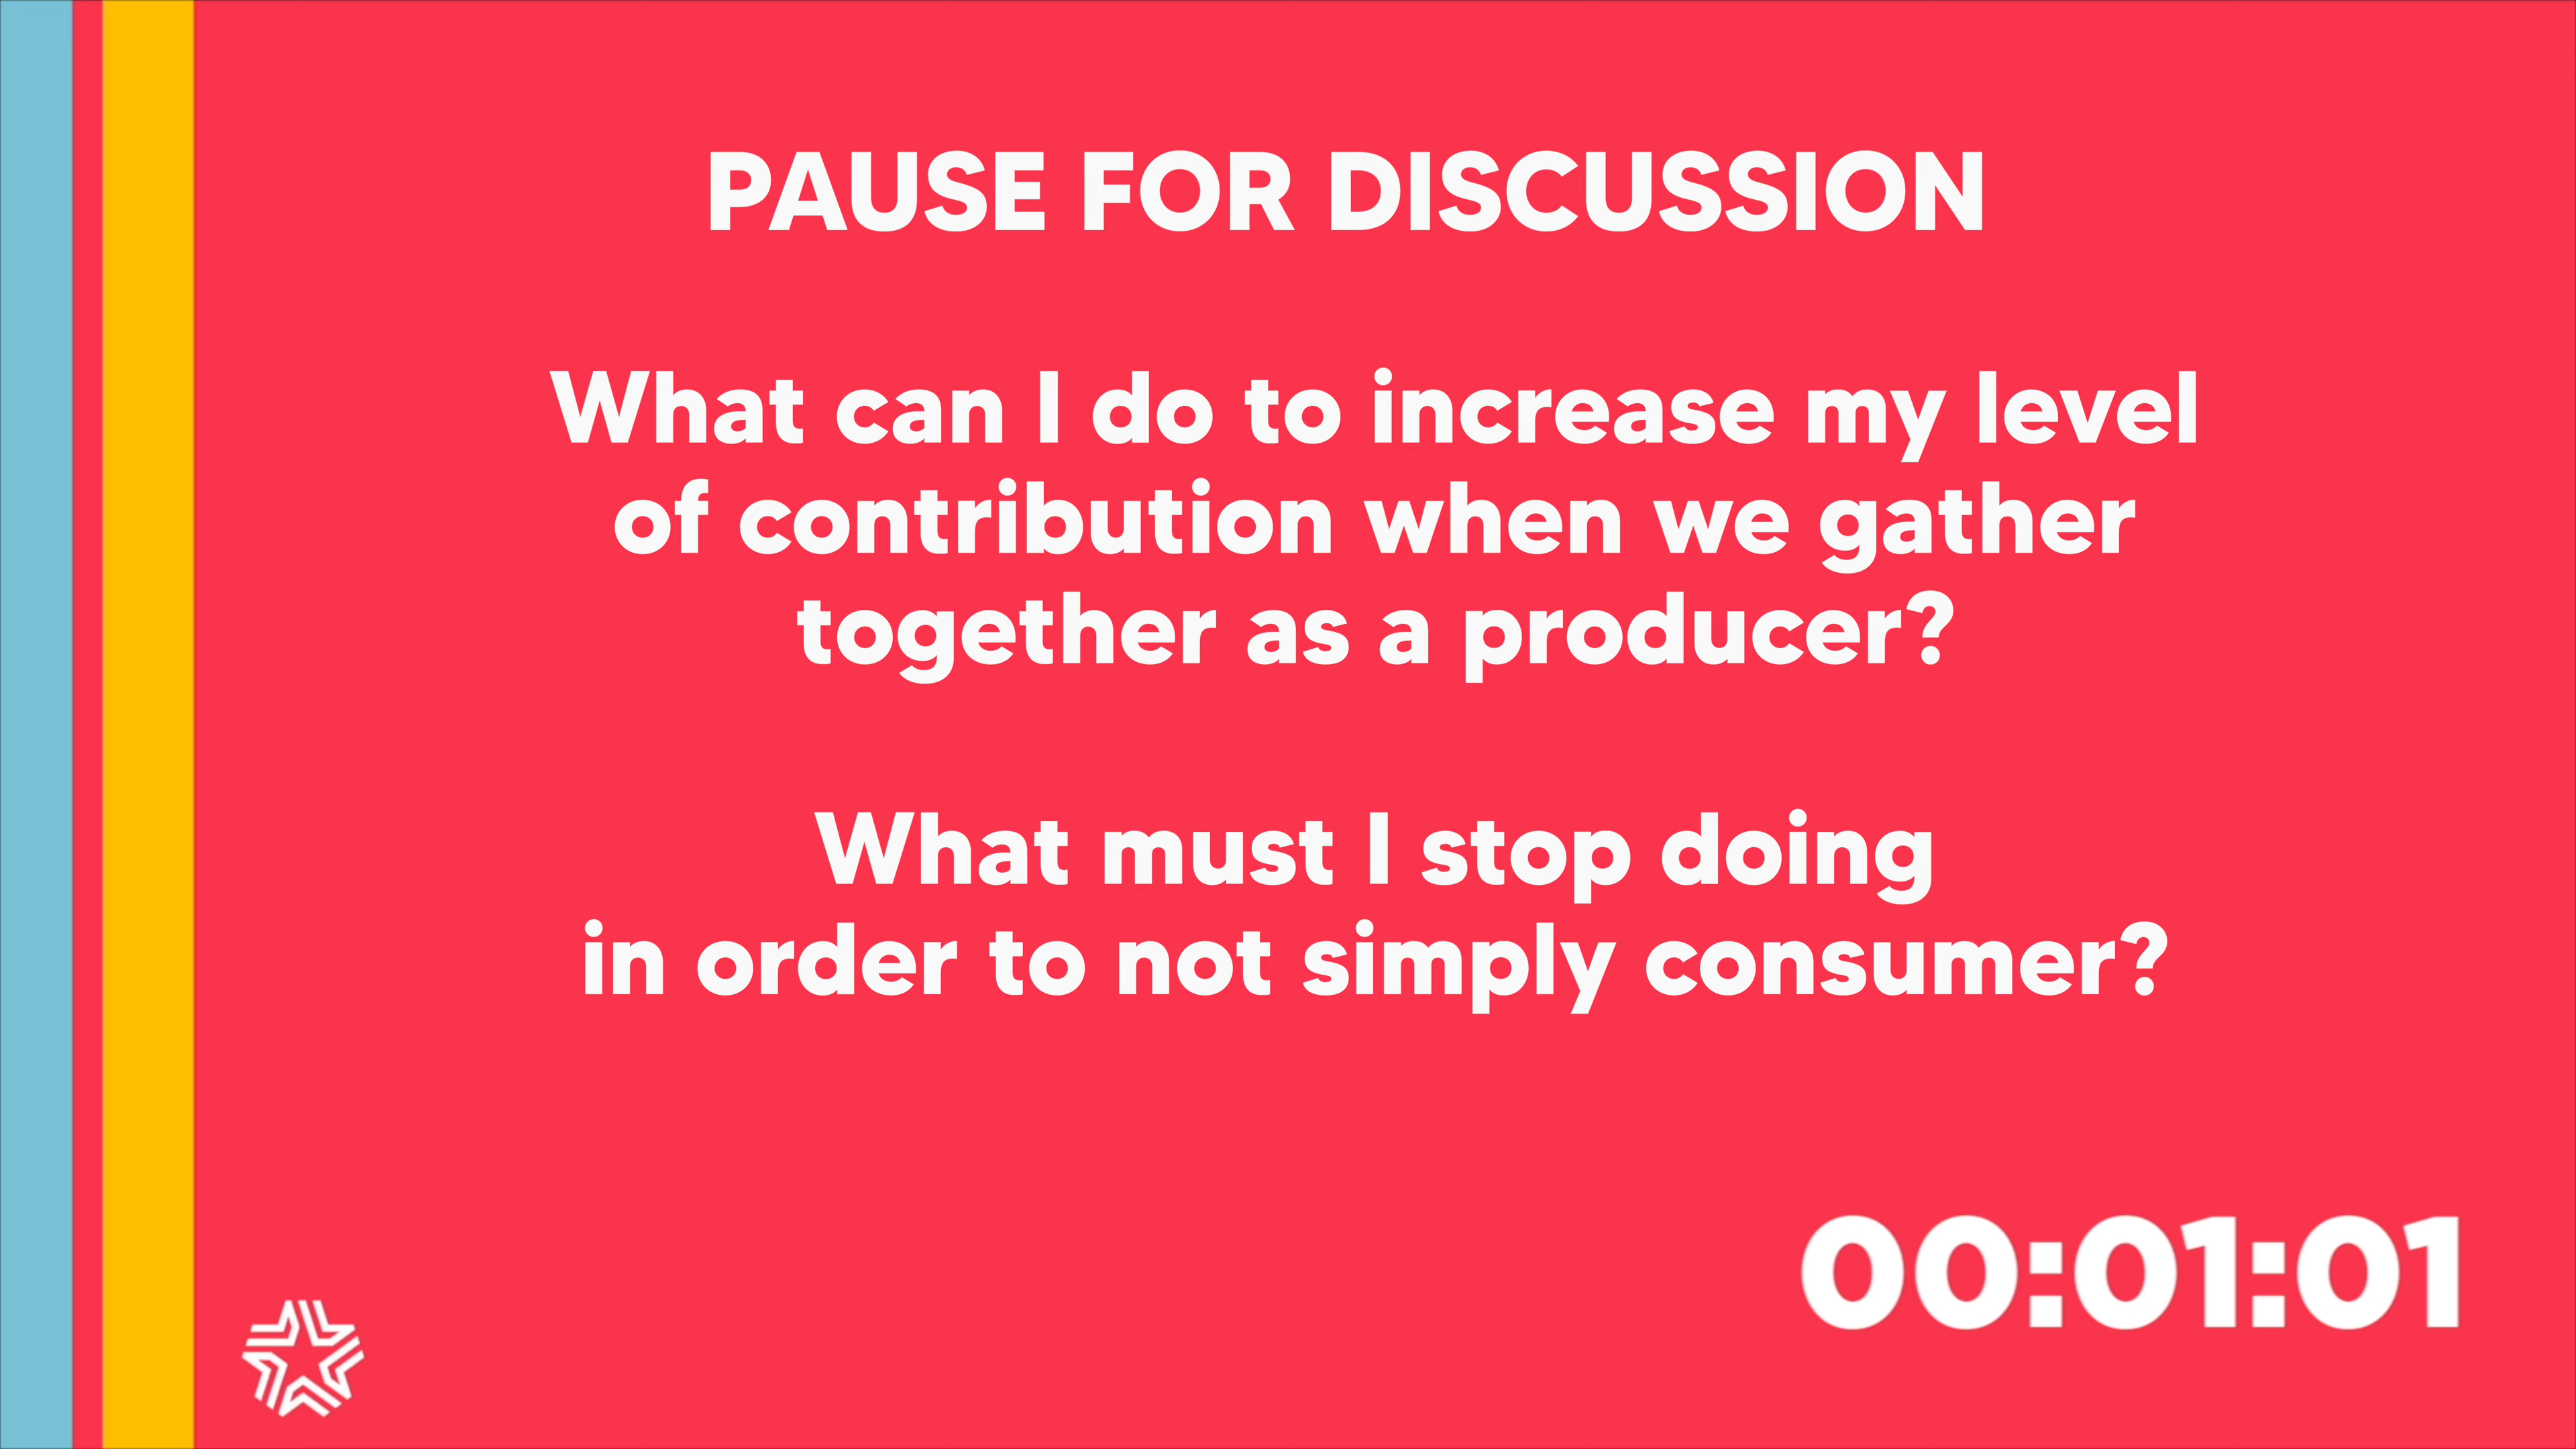 PAUSE FOR DISCUSSION
What can I do to increase my level
of contribution when we gather
together as a producer?
What must I stop doing
in order to not simply consumer?
00:01:01